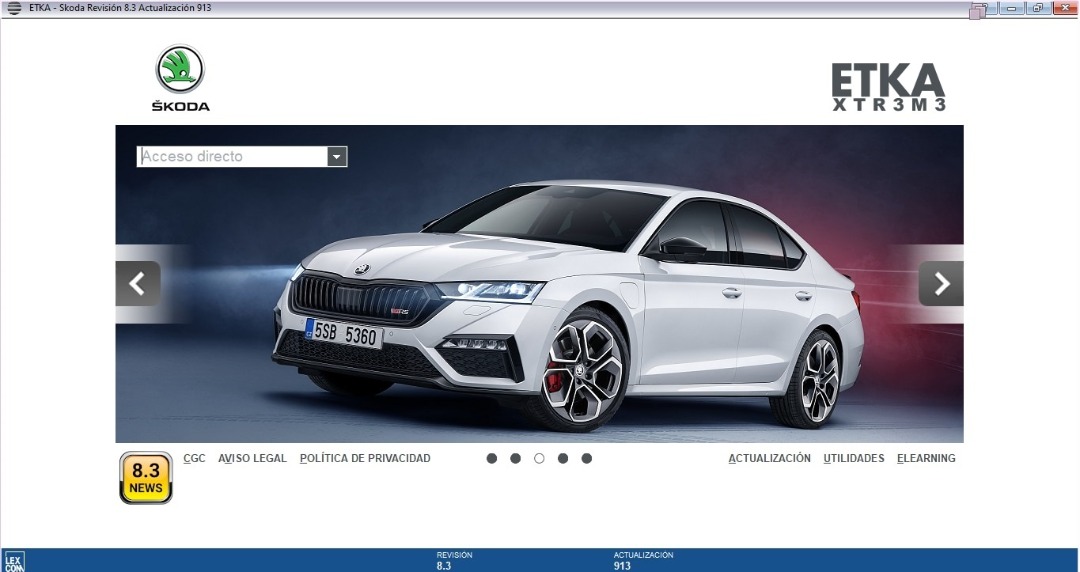 ETKA - Skoda Revisión 8.3 Actualización 913
ŠKODA
ETKA
XTR3M3
Acceso directo
RS
5SB 5360
8.3
NEWS
CGC AVISO LEGAL POLÍTICA DE PRIVACIDAD
ACTUALIZACIÓN UTILIDADES ELEARNING
LEX
COM
REVISIÓN
8.3
ACTUALIZACIÓN
913